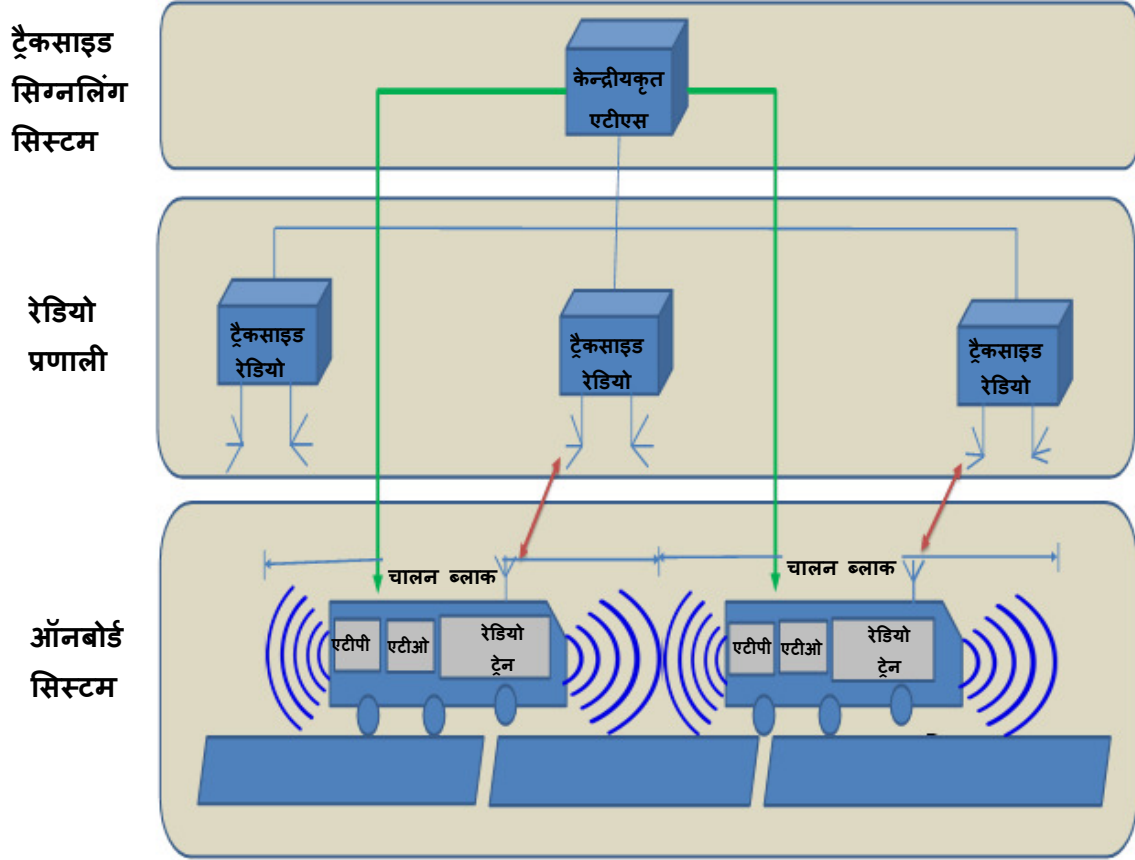 ट्रैकसाइड
सिग्नलिंग
सिस्टम
केन्द्रीयकृत
एटीएस
रेडियो
प्रणाली
ट्रैकसाइड
रेडियो
ट्रैकसाइड
रेडियो
ट्रैकसाइड
रेडियो
ऑनबोर्ड
सिस्टम
चालन ब्लाक
एटीपी
एटीओ
रेडियो
ट्रेन
चालन ब्लाक
एटीपी
एटीओ
रेडियो
ट्रेन